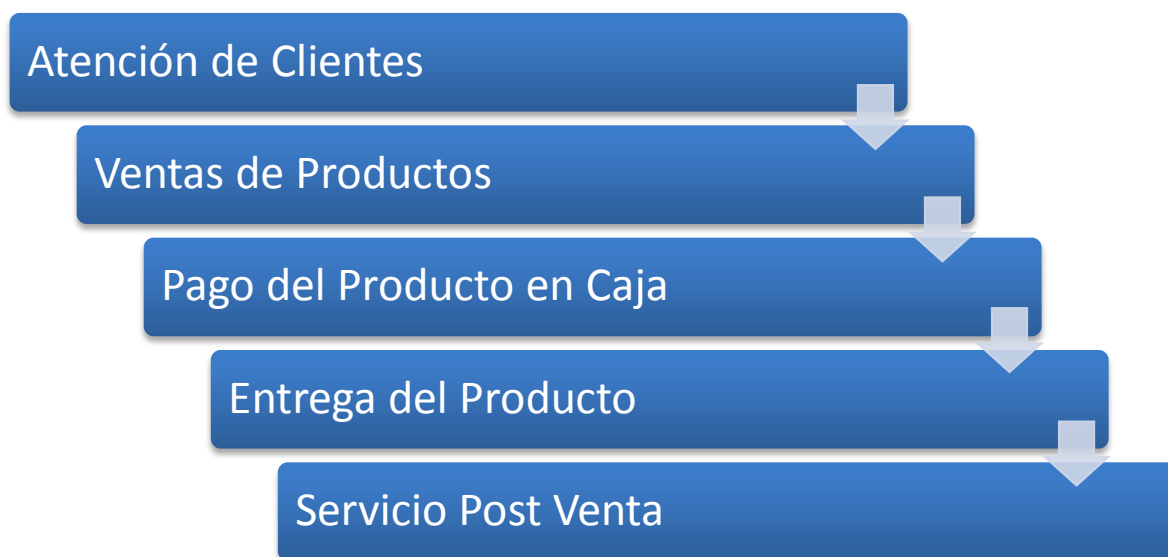 Atención de Clientes
Ventas de Productos
Pago del Producto en Caja
Entrega del Producto
Servicio Post Venta